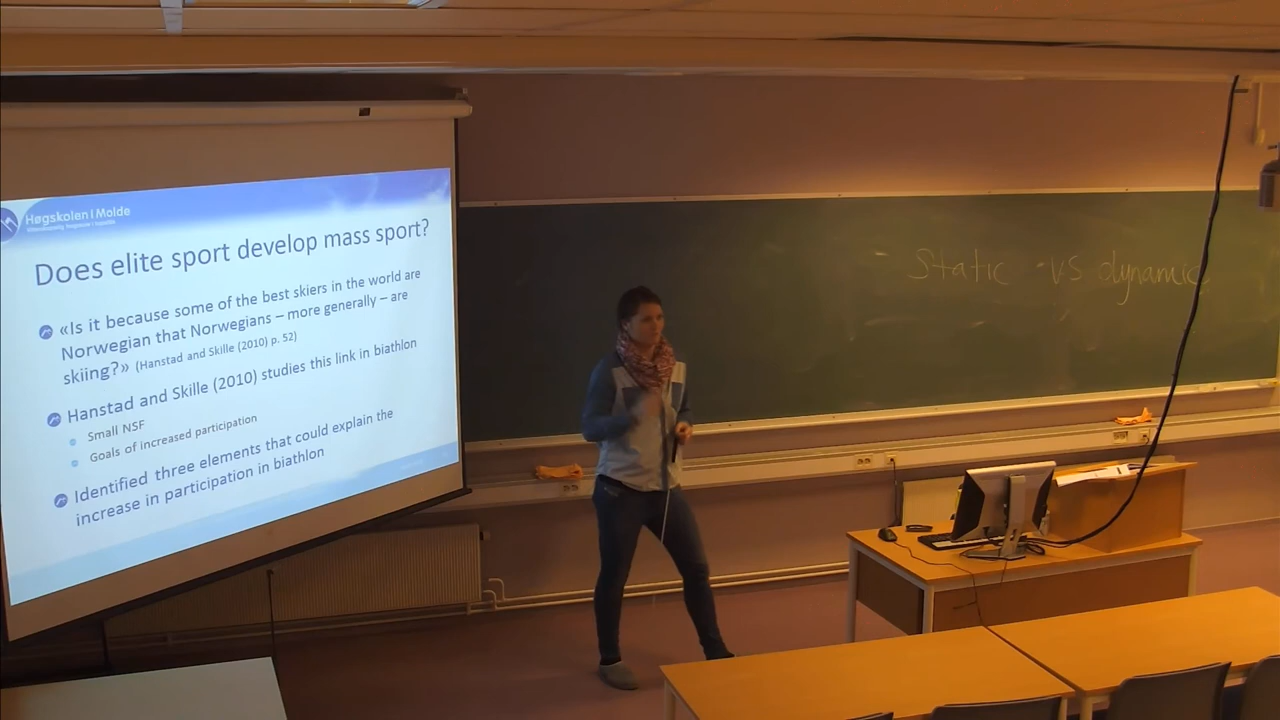 Høgskolen i Molde
Does elite sport develop mass sport?
«Is it because some of the best skiers in the world are
Norwegian that Norwegians – more generally – are
skiing?» (Hanstad and Skille (2010) p. 52)
Hanstad and Skille (2010) studies this link in biathlon
Small NSF
Goals of increased participation
Identified three elements that could explain the
increase in participation in biathlon
Static vs dynamic